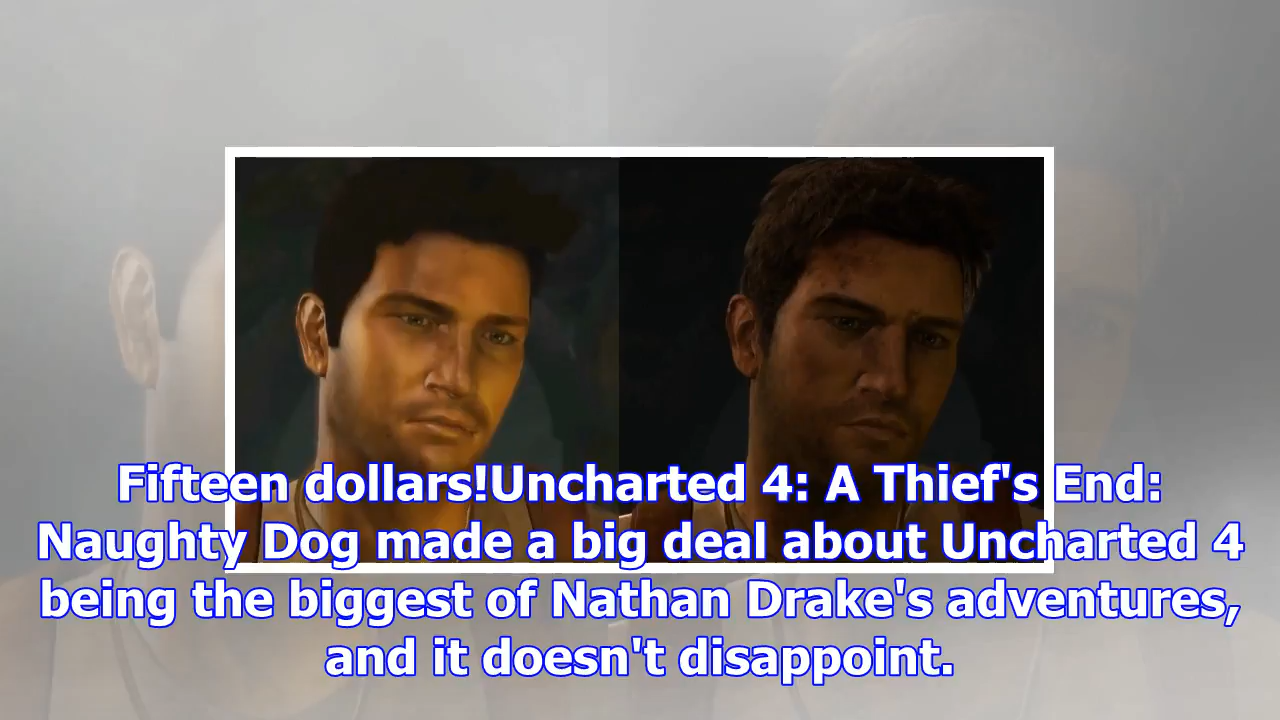 Fifteen dollars!Uncharted 4: A Thief's End:
Naughty Dog made a big deal about Uncharted 4
being the biggest of Nathan Drake's adventures,
and it doesn't disappoint.